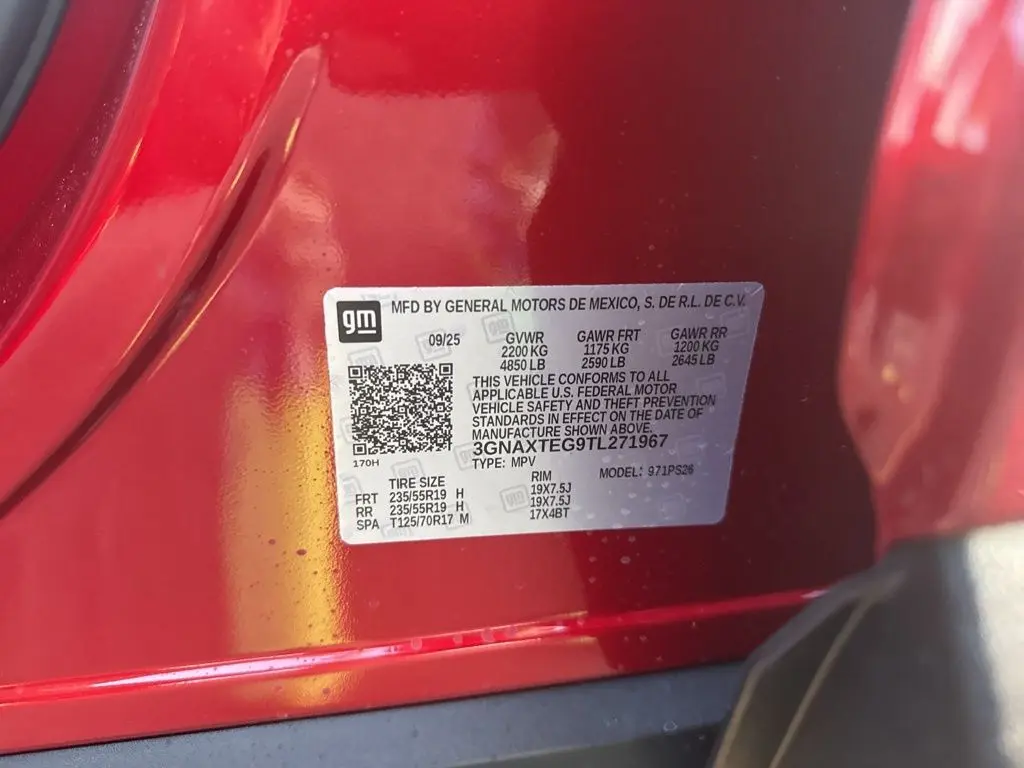 gm
MFD BY GENERAL MOTORS DE MEXICO, S. DE R.L. DE C.V.
09/25 GVWR GAWR FRT GAWR RR
2200 KG 1175 KG 1200 KG
4850 LB 2590 LB 2645 LB
THIS VEHICLE CONFORMS TO ALL
APPLICABLE U.S. FEDERAL MOTOR
VEHICLE SAFETY AND THEFT PREVENTION
STANDARDS IN EFFECT ON THE DATE OF
MANUFACTURE SHOWN ABOVE.
3GNAXTEG9TL271967
170H
TYPE: MPV MODEL: 971PS26
TIRE SIZE RIM
FRT 235/55R19 H 19X7.5J
RR 235/55R19 H 19X7.5J
SPA T125/70R17 M 17X4BT